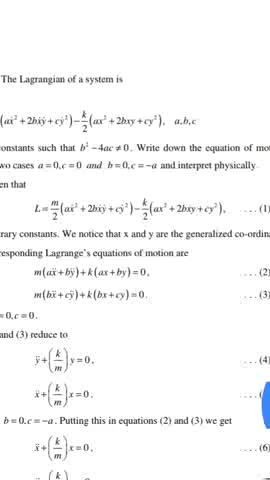 The Lagrangian of a system is
(aẋ² + 2bẋẏ + cẏ²) − k/2 (ax² + 2bxy + cy²), a,b,c
constants such that b² − 4ac ≠ 0. Write down the equation of mot
wo cases a = 0, c = 0 and b = 0, c = −a and interpret physically
en that
L = m/2 (aẋ² + 2bẋẏ + cẏ²) − k/2 (ax² + 2bxy + cy²), ... (1)
trary constants. We notice that x and y are the generalized co-ordin
responding Lagrange's equations of motion are
m(aẍ + bÿ) + k(ax + by) = 0, ... (2)
m(bẍ + cÿ) + k(bx + cy) = 0. ... (3)
= 0, c = 0.
and (3) reduce to
ÿ + (k/m) y = 0, ... (4)
ẍ + (k/m) x = 0. ... (
b = 0, c = −a. Putting this in equations (2) and (3) we get
ẍ + (k/m) x = 0, ... (6)